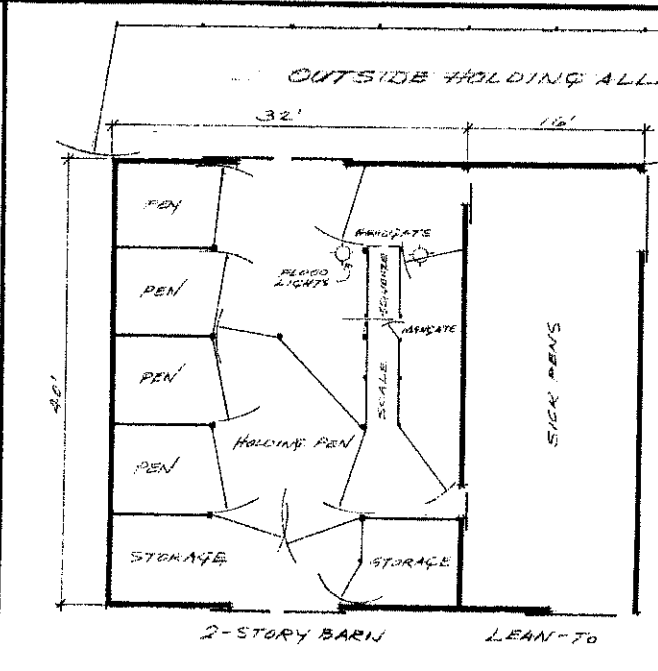 OUTSIDE HOLDING ALL
32'
16'
PEN
HEADGATE
FLOOD
LIGHTS
SQUEEZE
PEN
MANGATE
40'
PEN
SCALE
SICK PENS
HOLDING PEN
PEN
STORAGE
STORAGE
2-STORY BARN
LEAN-TO